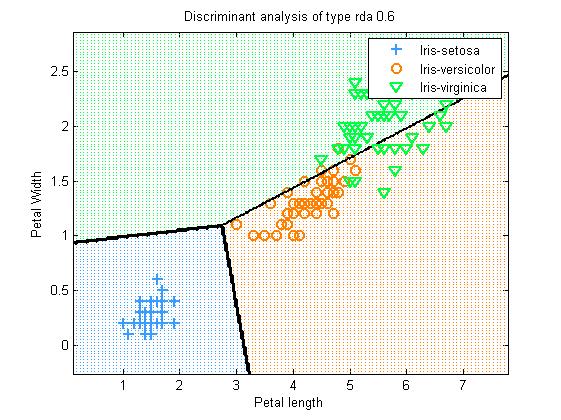 Discriminant analysis of type rda 0.6
Iris-setosa
Iris-versicolor
Iris-virginica
Petal Width
2.5
2
1.5
1
0.5
0
1 2 3 4 5 6 7
Petal length